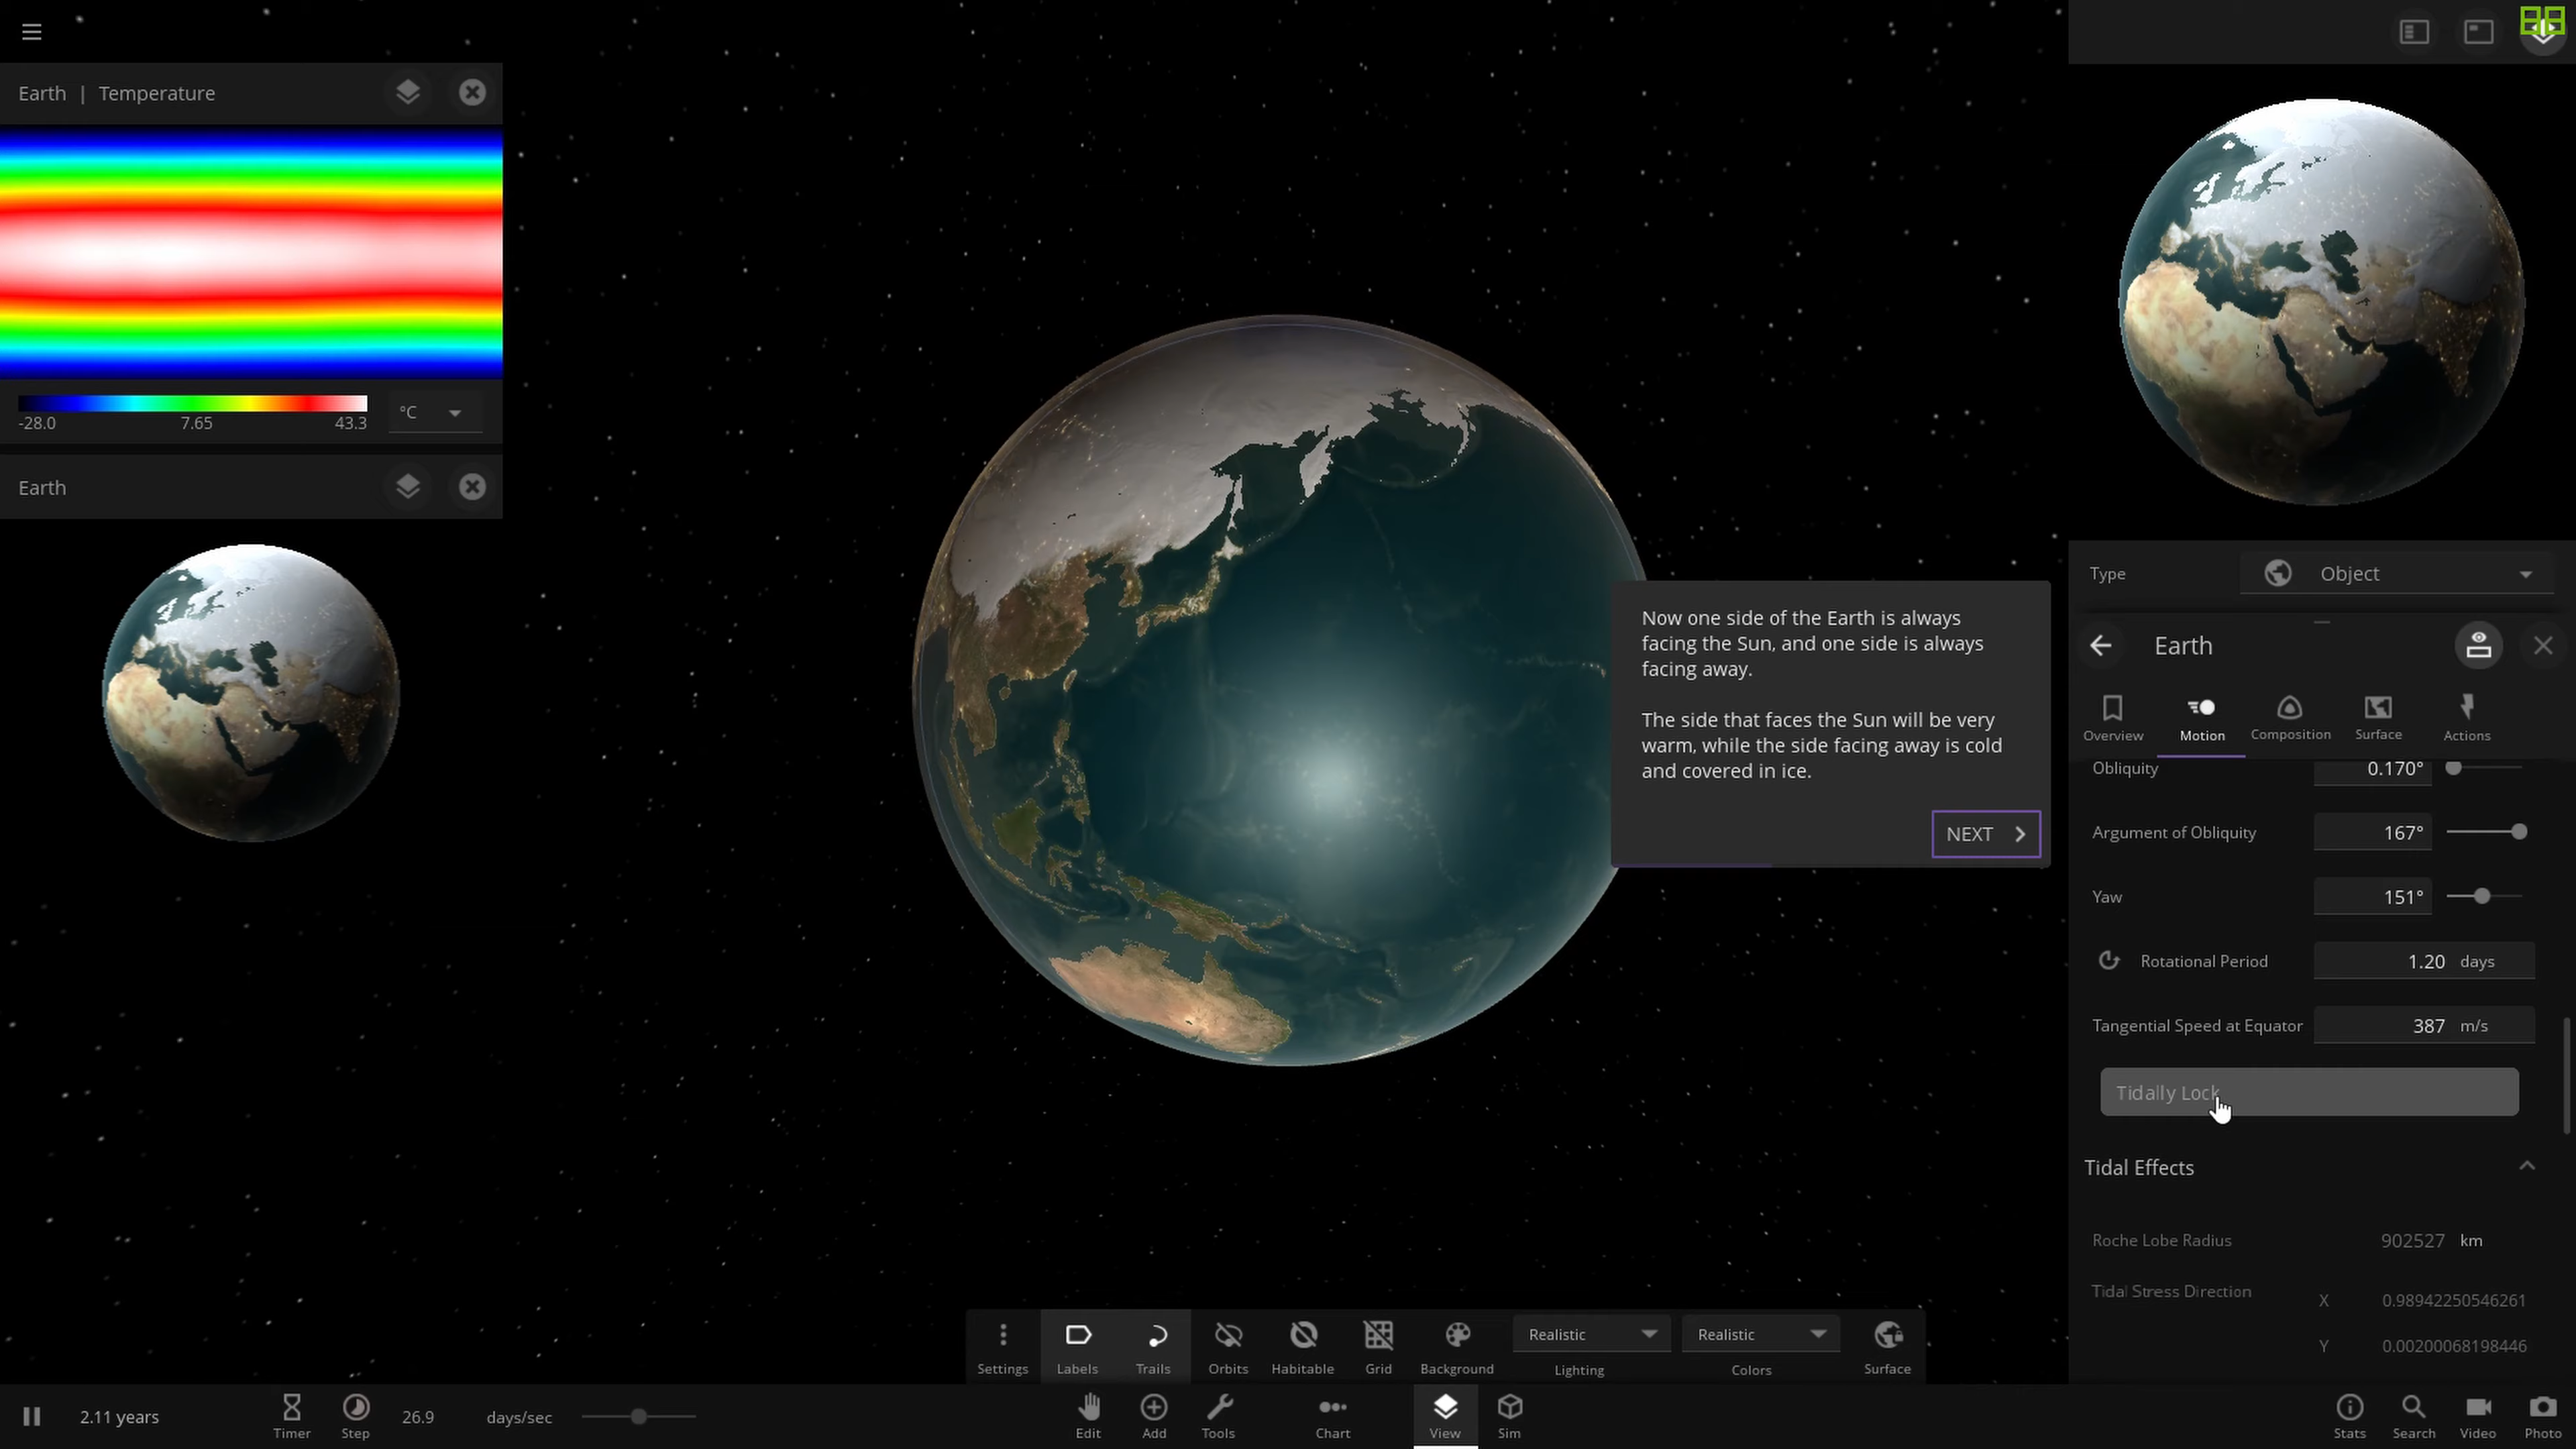 Earth | Temperature
-28.0 7.65 43.3
°C
Earth
Now one side of the Earth is always
facing the Sun, and one side is always
facing away.
The side that faces the Sun will be very
warm, while the side facing away is cold
and covered in ice.
NEXT
Type Object
Earth
Overview Motion Composition Surface Actions
Obliquity 0.170°
Argument of Obliquity 167°
Yaw 151°
Rotational Period 1.20 days
Tangential Speed at Equator 387 m/s
Tidally Lock
Tidal Effects
Roche Lobe Radius 902527 km
Tidal Stress Direction X 0.98942250546261
Y 0.00200068198446
Realistic Realistic
Settings Labels Trails Orbits Habitable Grid Background Lighting Colors Surface
2.11 years Timer Step 26.9 days/sec
Edit Add Tools Chart View Sim
Stats Search Video Photo
88